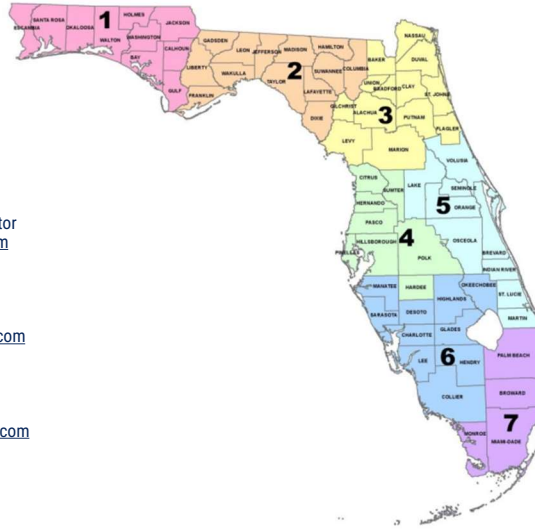 HOLMES
1
SANTA ROSA
JACKSON
ESCAMBIA
OKALOOSA
WALTON
WASHINGTON
BAY
CALHOUN
GULF
GADSDEN
LEON
JEFFERSON
MADISON
HAMILTON
LIBERTY
WAKULLA
2
TAYLOR
SUWANNEE
COLUMBIA
FRANKLIN
LAFAYETTE
DIXIE
NASSAU
BAKER
DUVAL
UNION
BRADFORD
CLAY
ST. JOHNS
GILCHRIST
ALACHUA
3
PUTNAM
FLAGLER
LEVY
MARION
VOLUSIA
CITRUS
SUMTER
LAKE
SEMINOLE
HERNANDO
5
ORANGE
PASCO
tor
m
HILLSBOROUGH
4
OSCEOLA
PINELLAS
POLK
BREVARD
INDIAN RIVER
MANATEE
HARDEE
OKEECHOBEE
HIGHLANDS
ST. LUCIE
SARASOTA
DESOTO
MARTIN
com
CHARLOTTE
GLADES
LEE
6
HENDRY
PALM BEACH
COLLIER
BROWARD
com
MONROE
7
MIAMI-DADE